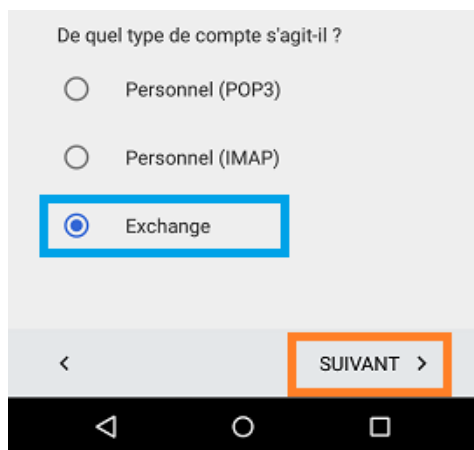 De quel type de compte s'agit-il ?
Personnel (POP3)
Personnel (IMAP)
Exchange
SUIVANT